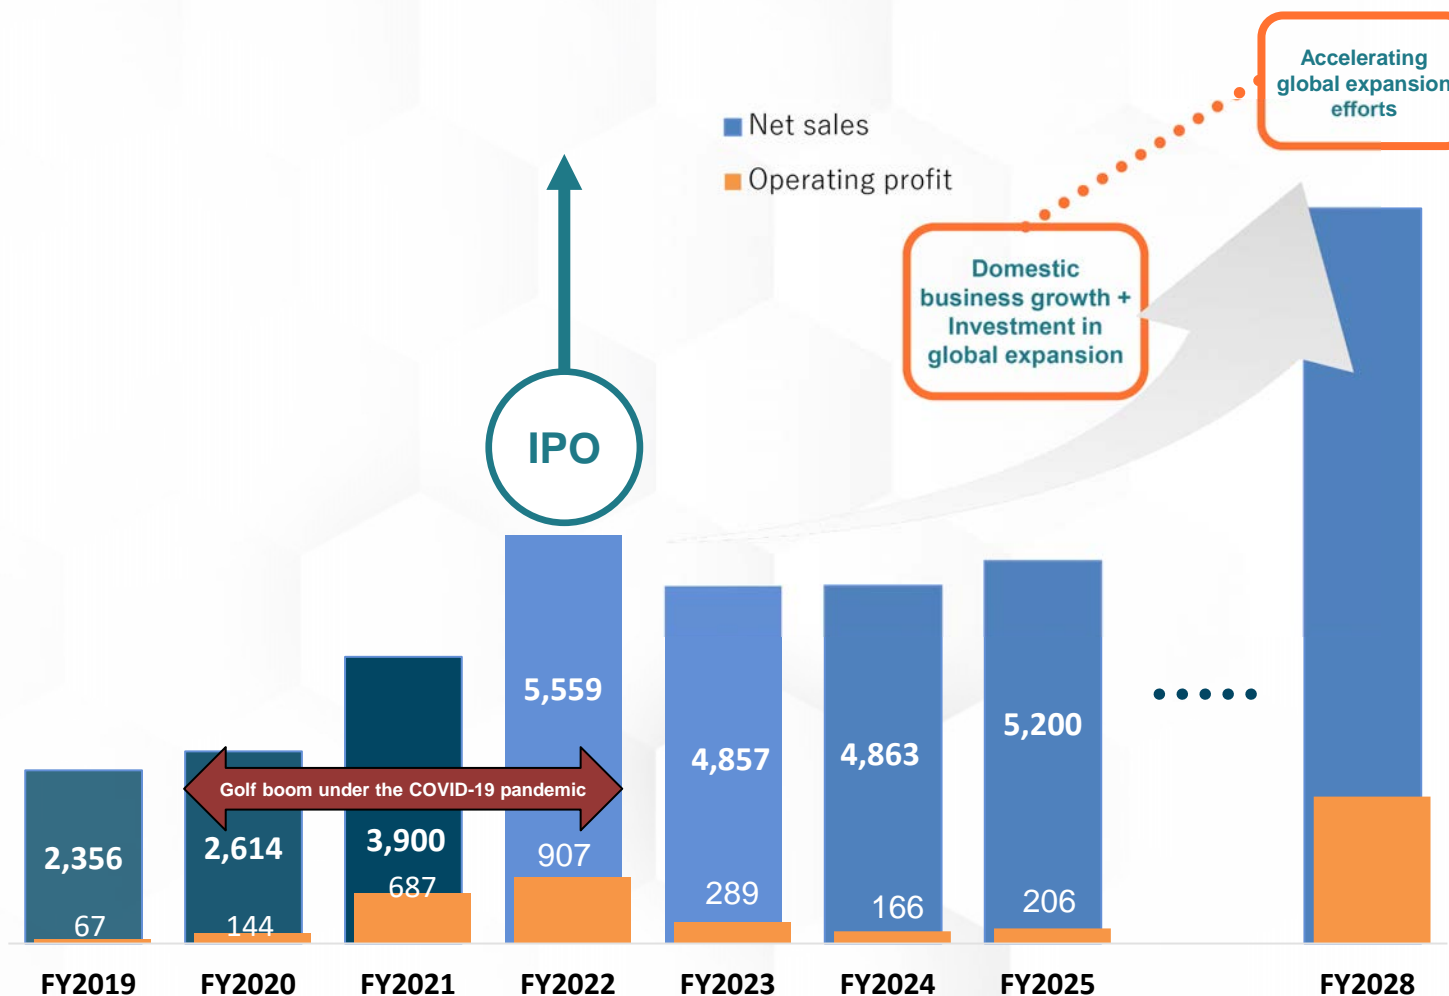 Accelerating
global expansion
efforts
Net sales
Operating profit
Domestic
business growth +
Investment in
global expansion
IPO
5,559
5,200
4,857
4,863
Golf boom under the COVID-19 pandemic
2,356
2,614
3,900
907
687
289
166
206
67
144
FY2019
FY2020
FY2021
FY2022
FY2023
FY2024
FY2025
FY2028